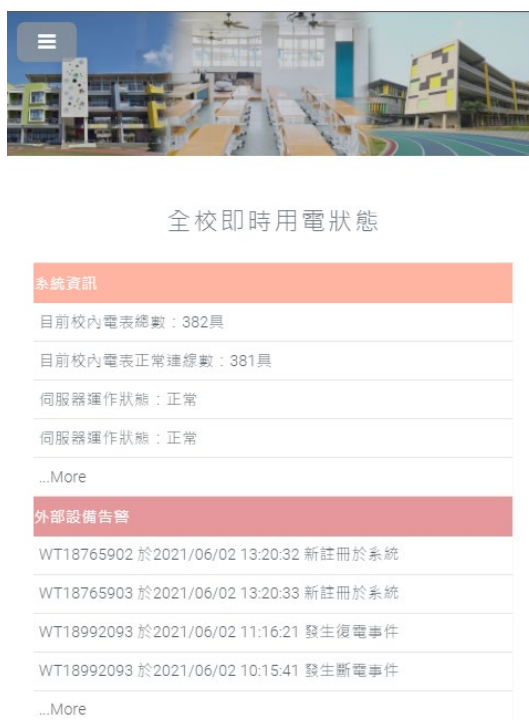 全校即時用電狀態
系統資訊
目前校內電表總數：382具
目前校內電表正常連線數：381具
伺服器運作狀態：正常
伺服器運作狀態：正常
...More
外部設備告警
WT18765902 於2021/06/02 13:20:32 新註冊於系統
WT18765903 於2021/06/02 13:20:33 新註冊於系統
WT18992093 於2021/06/02 11:16:21 發生復電事件
WT18992093 於2021/06/02 10:15:41 發生斷電事件
...More